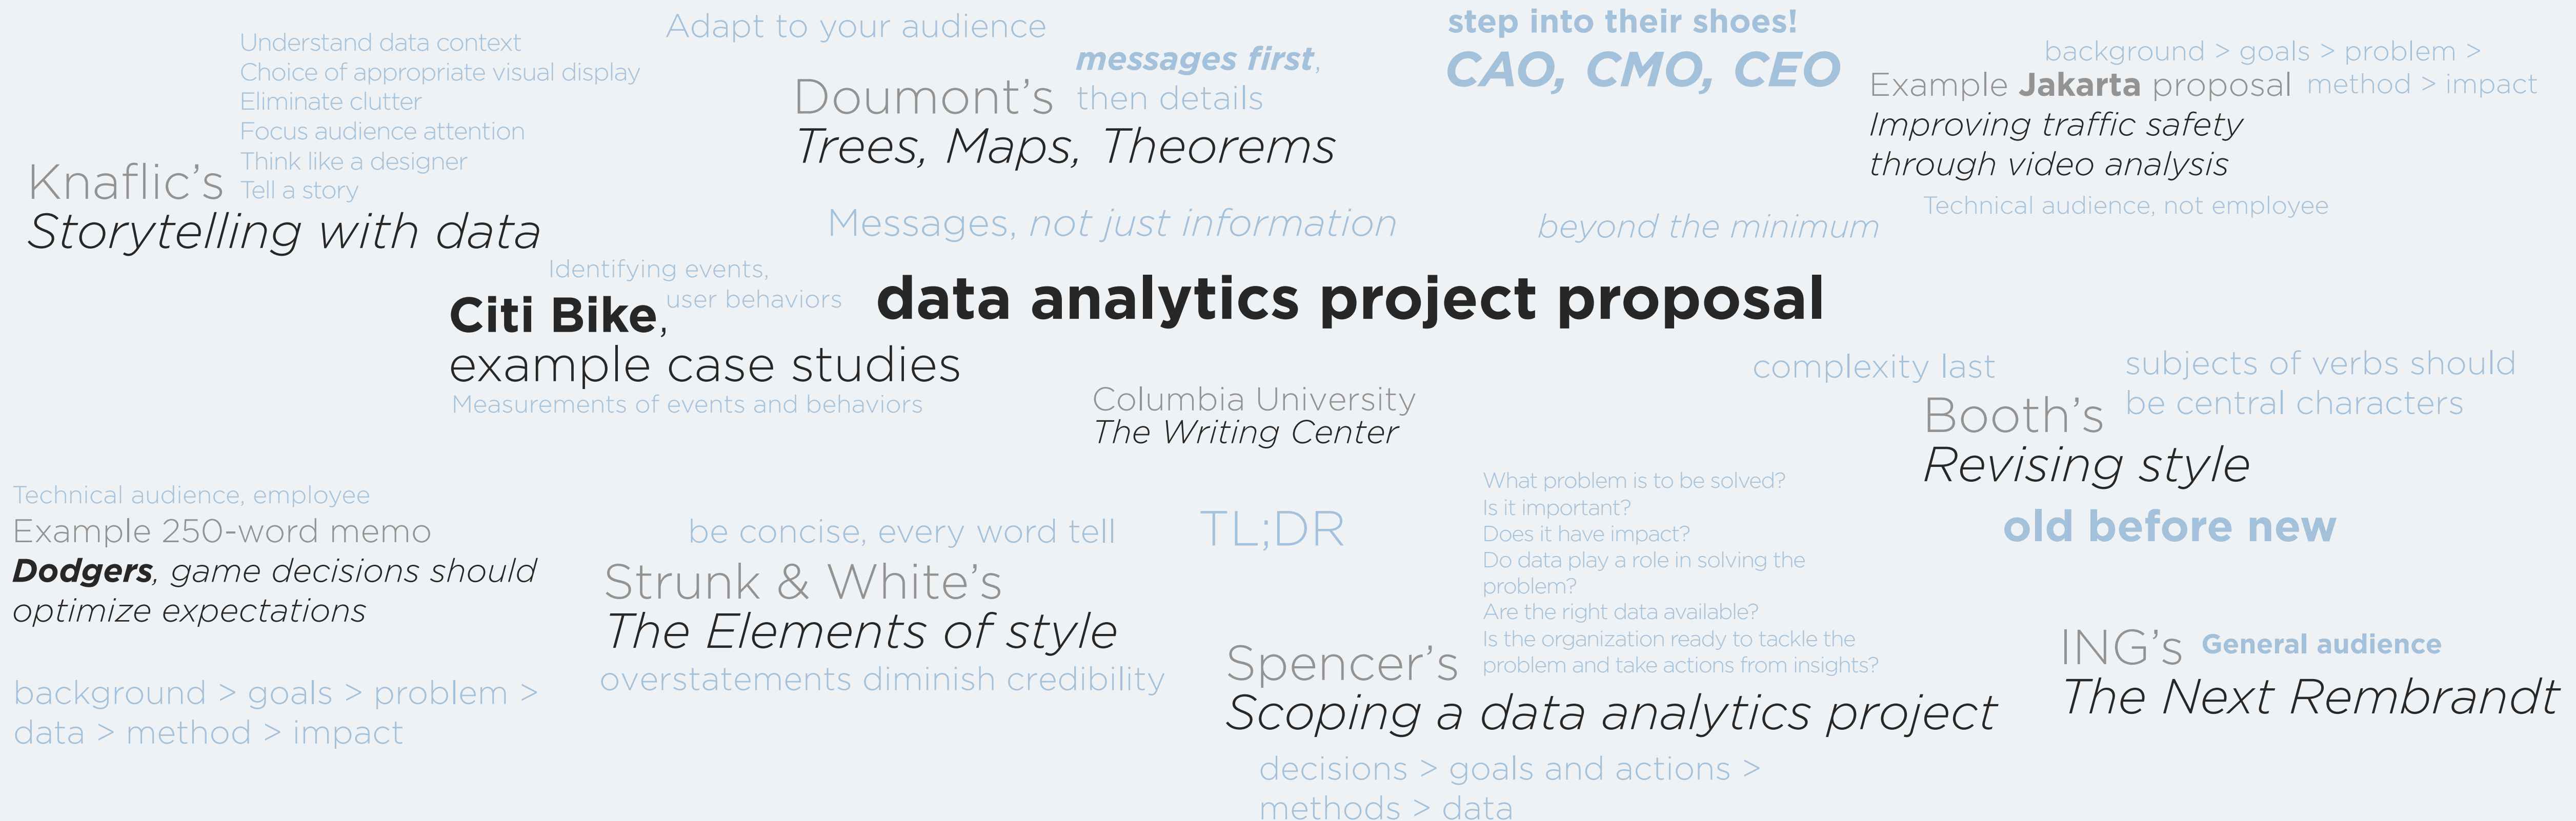 Understand data context
Choice of appropriate visual display
Eliminate clutter
Focus audience attention
Think like a designer
Tell a story
Knaflic's
Storytelling with data
Adapt to your audience
messages first,
then details
Doumont's
Trees, Maps, Theorems
Messages, not just information
step into their shoes!
CAO, CMO, CEO
beyond the minimum
background > goals > problem >
method > impact
Example Jakarta proposal
Improving traffic safety
through video analysis
Technical audience, not employee
Identifying events,
user behaviors
Citi Bike,
example case studies
Measurements of events and behaviors
data analytics project proposal
Columbia University
The Writing Center
complexity last
subjects of verbs should
be central characters
Booth's
Revising style
old before new
Technical audience, employee
Example 250-word memo
Dodgers, game decisions should
optimize expectations
background > goals > problem >
data > method > impact
be concise, every word tell
Strunk & White's
The Elements of style
overstatements diminish credibility
TL;DR
What problem is to be solved?
Is it important?
Does it have impact?
Do data play a role in solving the
problem?
Are the right data available?
Is the organization ready to tackle the
problem and take actions from insights?
Spencer's
Scoping a data analytics project
decisions > goals and actions >
methods > data
ING's General audience
The Next Rembrandt